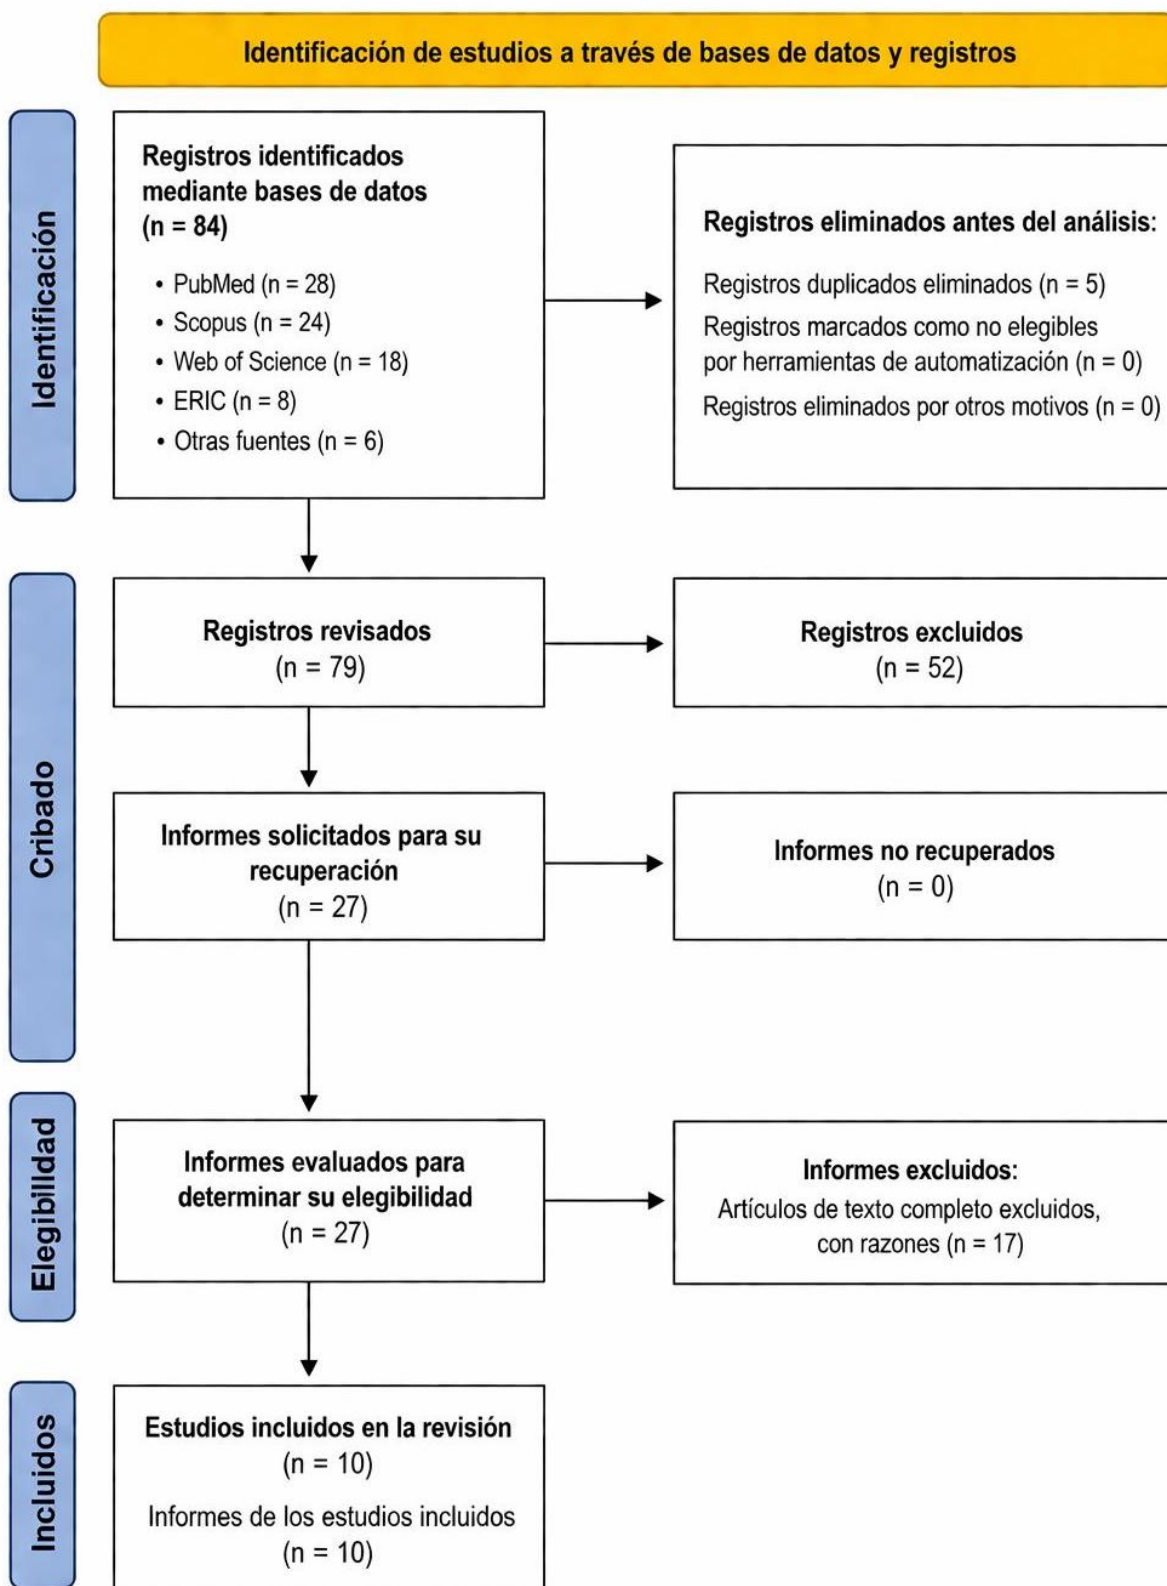 Identificación de estudios a través de bases de datos y registros
Identificación
Registros identificados
mediante bases de datos
(n = 84)
• PubMed (n = 28)
• Scopus (n = 24)
• Web of Science (n = 18)
• ERIC (n = 8)
• Otras fuentes (n = 6)
Registros eliminados antes del análisis:
Registros duplicados eliminados (n = 5)
Registros marcados como no elegibles
por herramientas de automatización (n = 0)
Registros eliminados por otros motivos (n = 0)
Cribado
Registros revisados
(n = 79)
Registros excluidos
(n = 52)
Informes solicitados para su
recuperación
(n = 27)
Informes no recuperados
(n = 0)
Elegibilidad
Informes evaluados para
determinar su elegibilidad
(n = 27)
Informes excluidos:
Artículos de texto completo excluidos,
con razones (n = 17)
Incluidos
Estudios incluidos en la revisión
(n = 10)
Informes de los estudios incluidos
(n = 10)